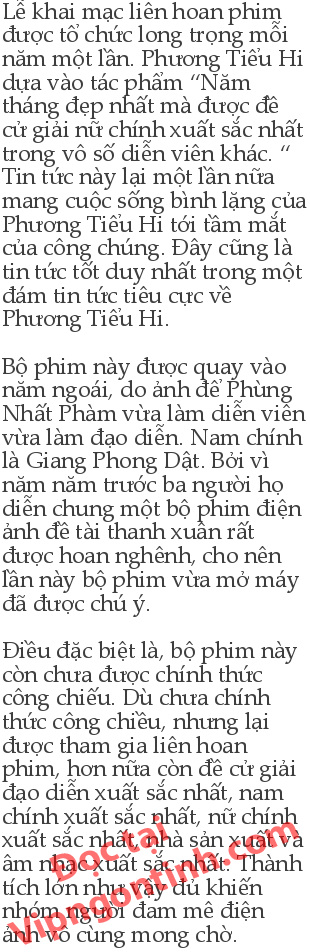 Lễ khai mạc liên hoan phim
được tổ chức long trọng mỗi
năm một lần. Phương Tiểu Hi
dựa vào tác phẩm “Năm
tháng đẹp nhất mà được đề
cử giải nữ chính xuất sắc nhất
trong vô số diễn viên khác. “
Tin tức này lại một lần nữa
mang cuộc sống bình lặng của
Phương Tiểu Hi tới tầm mắt
của công chúng. Đây cũng là
tin tức tốt duy nhất trong một
đám tin tức tiêu cực về
Phương Tiểu Hi.
Bộ phim này được quay vào
năm ngoái, do ảnh để Phùng
Nhất Phàm vừa làm diễn viên
vừa làm đạo diễn. Nam chính
là Giang Phong Dật. Bởi vì
năm năm trước ba người họ
diễn chung một bộ phim điện
ảnh đề tài thanh xuân rất
được hoan nghênh, cho nên
lần này bộ phim vừa mở máy
đã được chú ý.
Điều đặc biệt là, bộ phim này
còn chưa được chính thức
công chiếu. Dù chưa chính
thức công chiều, nhưng lại
được tham gia liên hoan
phim, hơn nữa còn đề cử giải
đạo diễn xuất sắc nhất, nam
chính xuất sắc nhất, nữ chính
xuất sắc nhất, nhà sản xuất và
âm nhạc xuất sắc nhất. Thành
tích lớn như vậy đủ khiến
nhóm người đam mê điện
ảnh vô cùng mong chờ.
Đọc tại
Vipngontinh.com